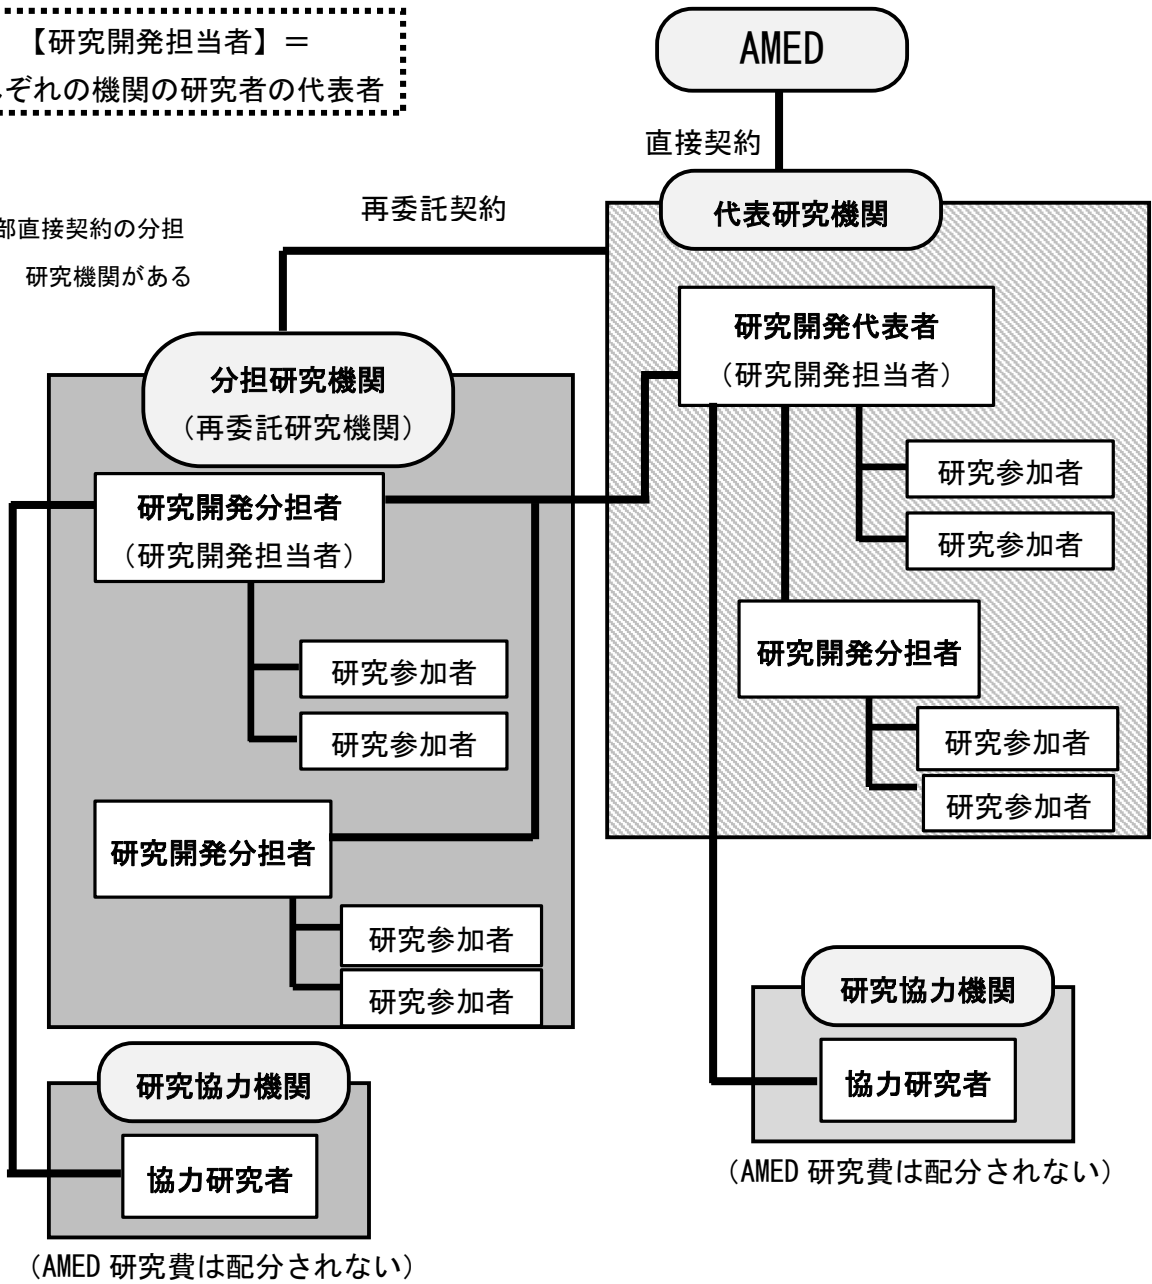 【研究開発担当者】＝
ぞれの機関の研究者の代表者
AMED
直接契約
再委託契約
代表研究機関
部直接契約の分担
研究機関がある
研究開発代表者
（研究開発担当者）
分担研究機関
（再委託研究機関）
研究参加者
研究参加者
研究開発分担者
（研究開発担当者）
研究開発分担者
研究参加者
研究参加者
研究参加者
研究参加者
研究開発分担者
研究参加者
研究参加者
研究協力機関
協力研究者
（AMED 研究費は配分されない）
研究協力機関
協力研究者
（AMED 研究費は配分されない）